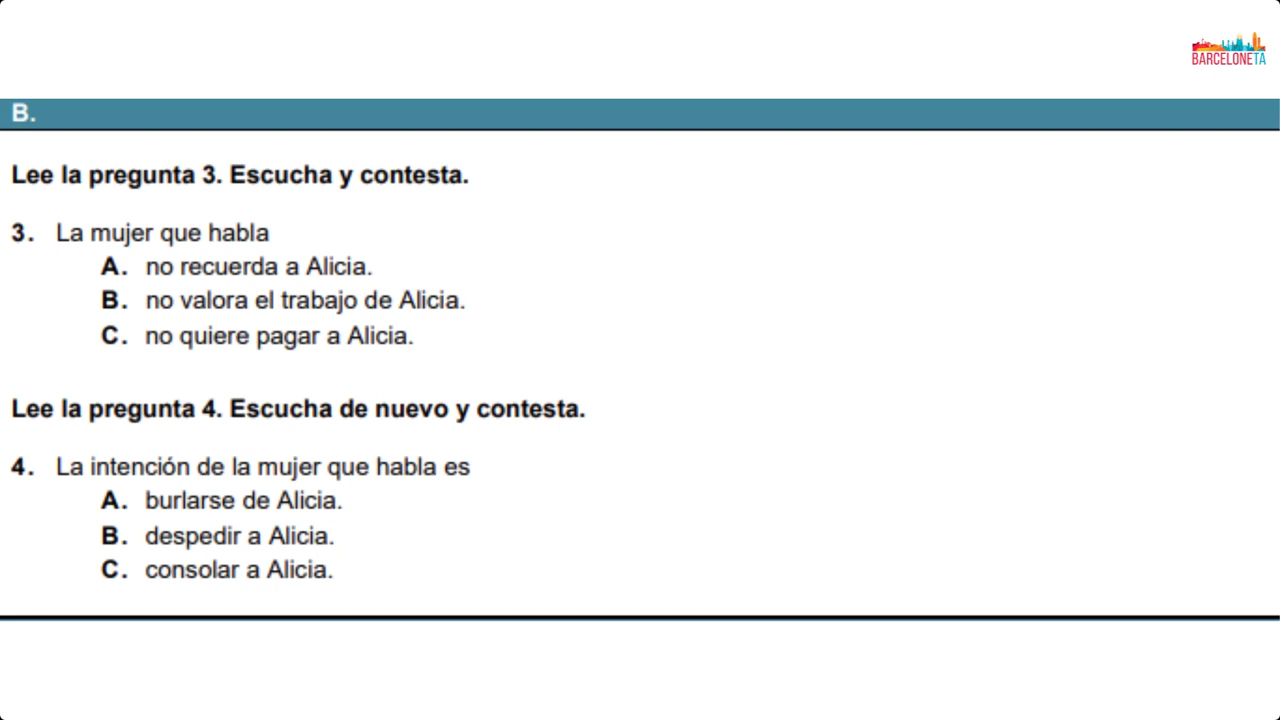 BARCELONETA
B.
Lee la pregunta 3. Escucha y contesta.
3. La mujer que habla
A. no recuerda a Alicia.
B. no valora el trabajo de Alicia.
C. no quiere pagar a Alicia.
Lee la pregunta 4. Escucha de nuevo y contesta.
4. La intención de la mujer que habla es
A. burlarse de Alicia.
B. despedir a Alicia.
C. consolar a Alicia.